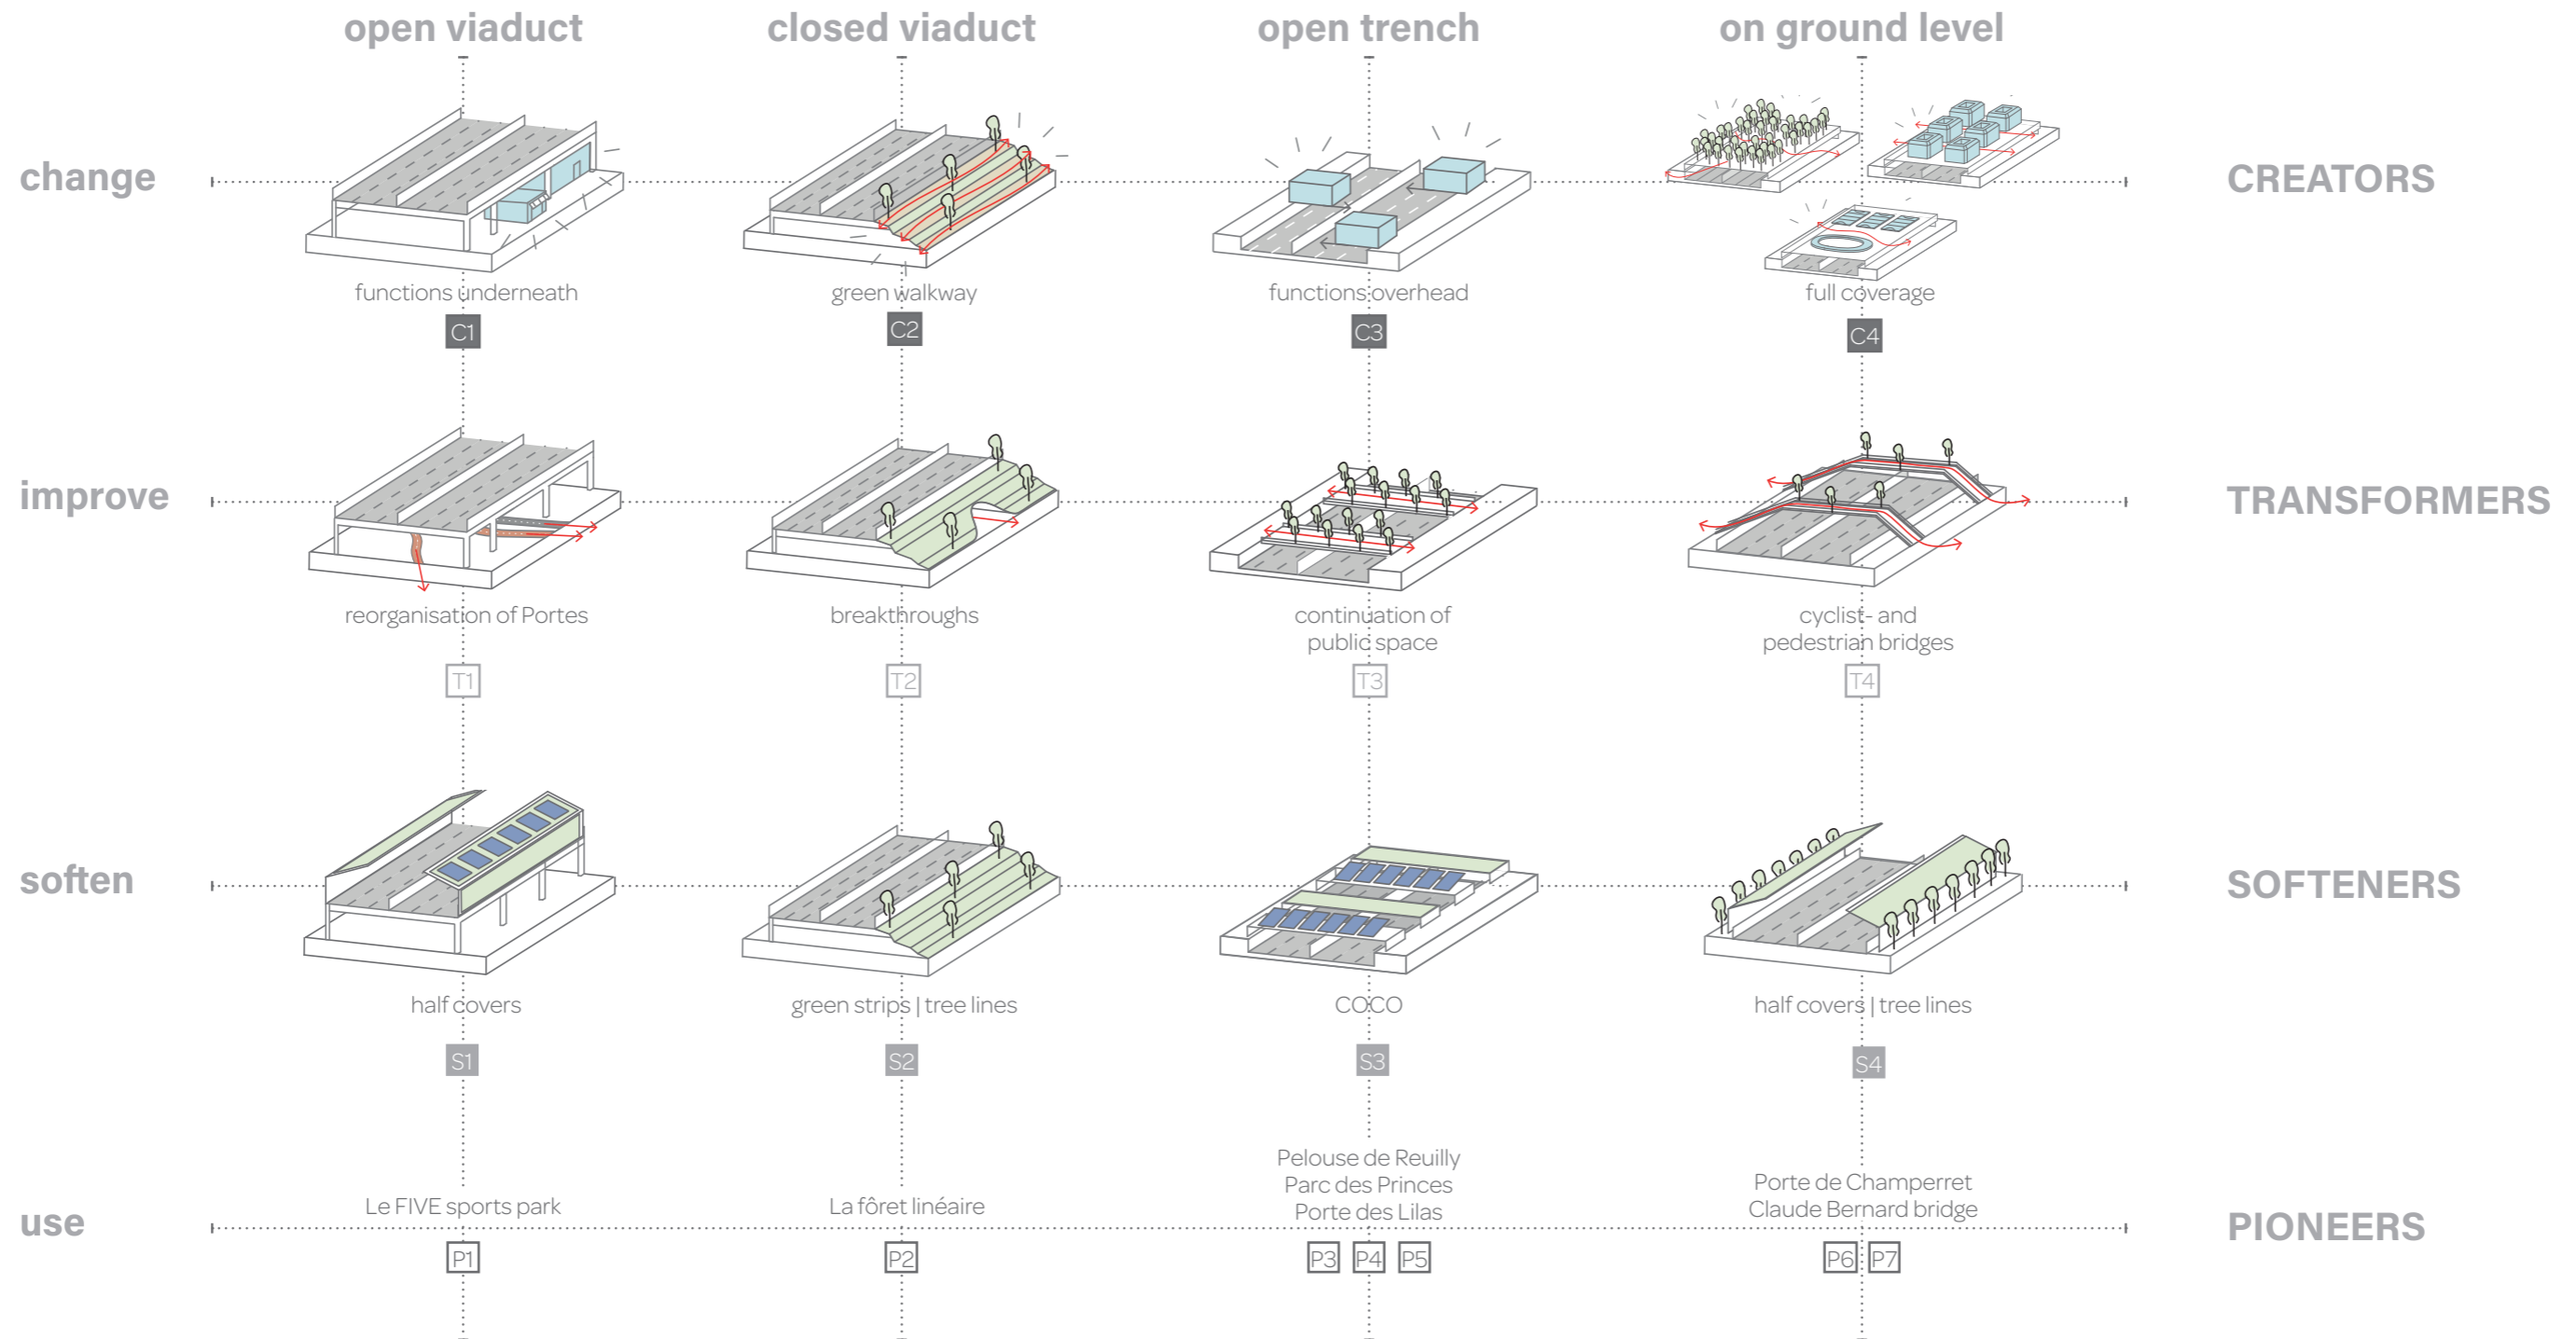 open viaduct
closed viaduct
open trench
on ground level
change
CREATORS
functions underneath
green walkway
functions overhead
full coverage
C1
C2
C3
C4
improve
TRANSFORMERS
reorganisation of Portes
breakthroughs
continuation of
public space
cyclist- and
pedestrian bridges
T1
T2
T3
T4
soften
SOFTENERS
half covers
green strips | tree lines
COCO
half covers | tree lines
S1
S2
S3
S4
use
PIONEERS
Le FIVE sports park
La fôret linéaire
Pelouse de Reuilly
Parc des Princes
Porte des Lilas
Porte de Champerret
Claude Bernard bridge
P1
P2
P3 P4 P5
P6 P7